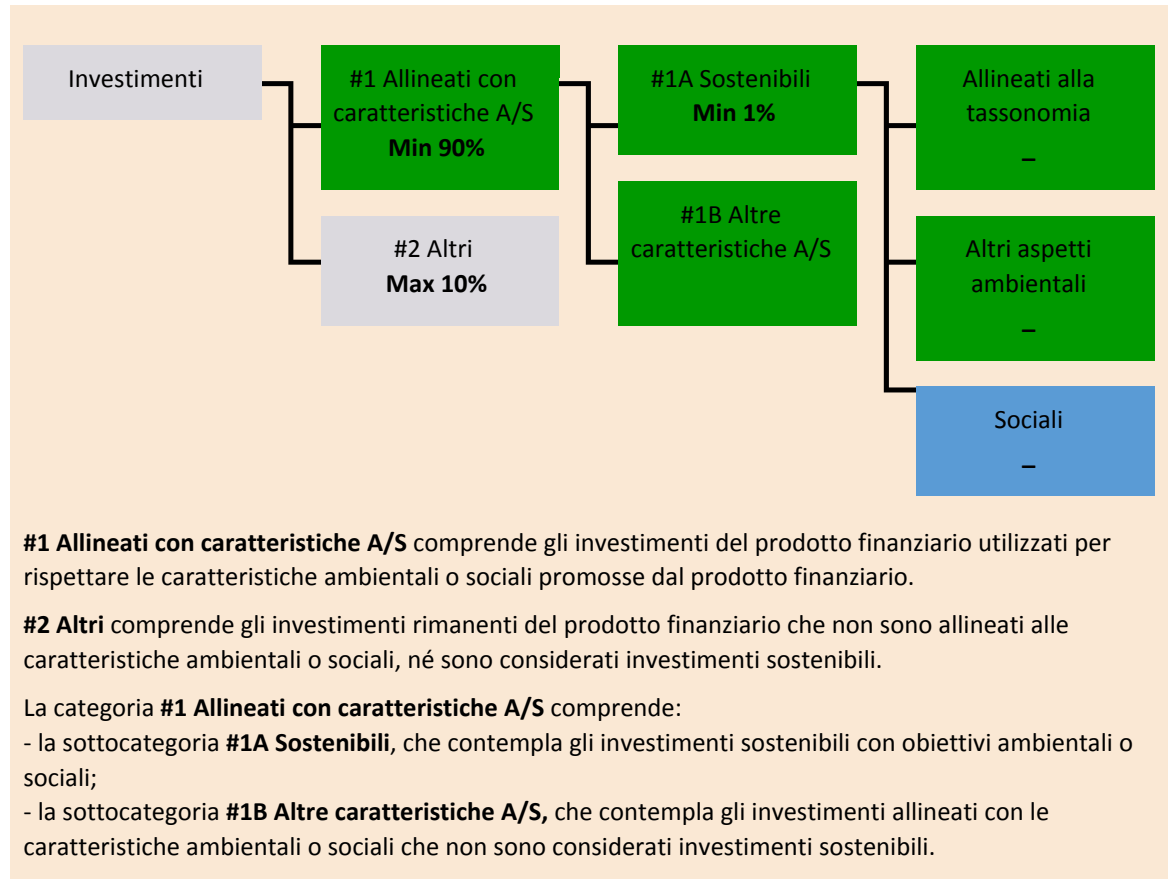 Investimenti
#1 Allineati con
caratteristiche A/S
Min 90%
#2 Altri
Max 10%
#1A Sostenibili
Min 1%
#1B Altre
caratteristiche A/S
Allineati alla
tassonomia
–
Altri aspetti
ambientali
–
Sociali
–
#1 Allineati con caratteristiche A/S comprende gli investimenti del prodotto finanziario utilizzati per
rispettare le caratteristiche ambientali o sociali promosse dal prodotto finanziario.
#2 Altri comprende gli investimenti rimanenti del prodotto finanziario che non sono allineati alle
caratteristiche ambientali o sociali, né sono considerati investimenti sostenibili.
La categoria #1 Allineati con caratteristiche A/S comprende:
- la sottocategoria #1A Sostenibili, che contempla gli investimenti sostenibili con obiettivi ambientali o
sociali;
- la sottocategoria #1B Altre caratteristiche A/S, che contempla gli investimenti allineati con le
caratteristiche ambientali o sociali che non sono considerati investimenti sostenibili.